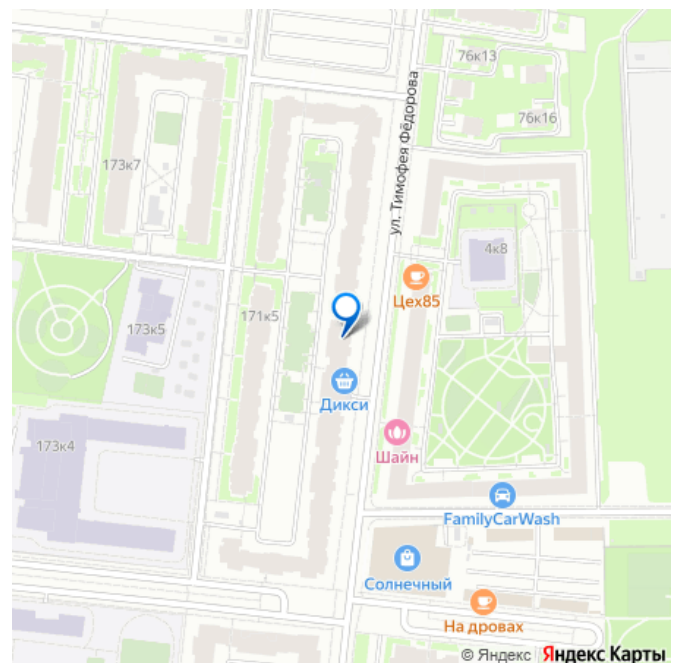 76к13
76к16
173к7
ул. Тимофея Фёдорова
4к8
Цех85
171к5
173к5
Дикси
Шайн
173к4
FamilyCarWash
Солнечный
На дровах
© Яндекс Яндекс Карты